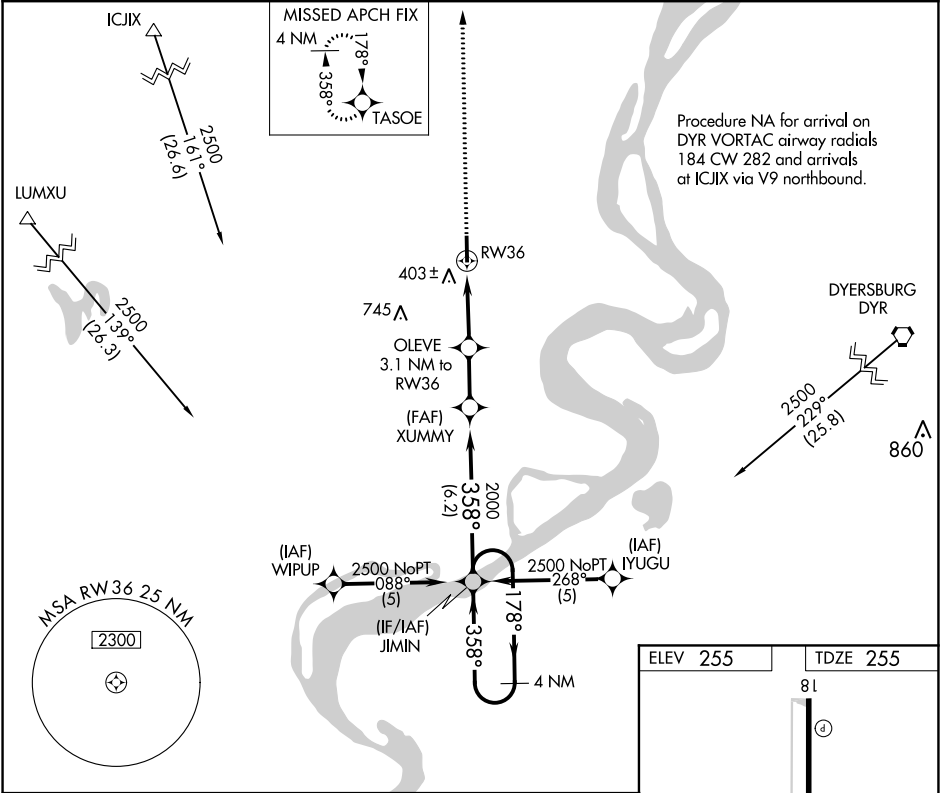 ICJIX
2500
161°
(26.6)
MISSED APCH FIX
4 NM
178°
358°
TASOE
Procedure NA for arrival on
DYR VORTAC airway radials
184 CW 282 and arrivals
at ICJIX via V9 northbound.
LUMXU
2500
139°
(26.3)
RW36
403±
745
OLEVE
3.1 NM to
RW36
(FAF)
XUMMY
DYERSBURG
DYR
2500
229°
(25.8)
860
2000
358°
(6.2)
(IAF)
WIPUP
2500 NoPT
088°
(5)
(IF/IAF)
JIMIN
2500 NoPT
268°
(5)
(IAF)
IYUGU
178°
358°
4 NM
MSA RW36 25 NM
2300
ELEV 255
TDZE 255
18
P